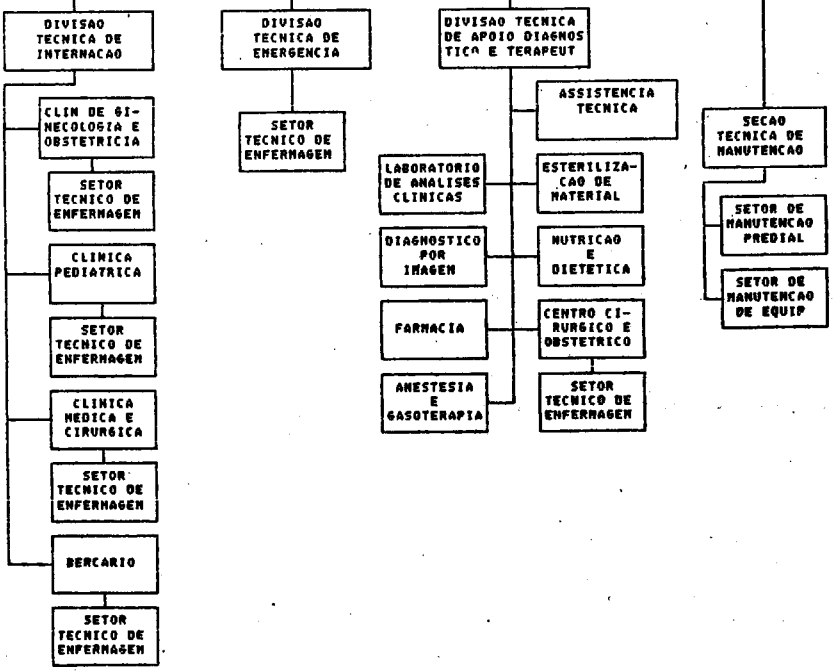 DIVISAO
TECNICA DE
INTERNACAO
CLIN DE GI-
NECOLOGIA E
OBSTETRICIA
SETOR
TECNICO DE
ENFERMAGEM
CLINICA
PEDIATRICA
SETOR
TECNICO DE
ENFERMAGEM
CLINICA
MEDICA E
CIRURGICA
SETOR
TECNICO DE
ENFERMAGEM
BERCARIO
SETOR
TECNICO DE
ENFERMAGEM
DIVISAO
TECNICA DE
EMERGENCIA
SETOR
TECNICO DE
ENFERMAGEM
DIVISAO TECNICA
DE APOIO DIAGNOS
TICO E TERAPEUT
ASSISTENCIA
TECNICA
LABORATORIO
DE ANALISES
CLINICAS
ESTERILIZA-
CAO DE
MATERIAL
DIAGNOSTICO
POR
IMAGEM
NUTRICAO
E
DIETETICA
FARMACIA
CENTRO CI-
RURGICO E
OBSTETRICO
ANESTESIA
E
GASOTERAPIA
SETOR
TECNICO DE
ENFERMAGEM
SECAO
TECNICA DE
MANUTENCAO
SETOR DE
MANUTENCAO
PREDIAL
SETOR DE
MANUTENCAO
DE EQUIP